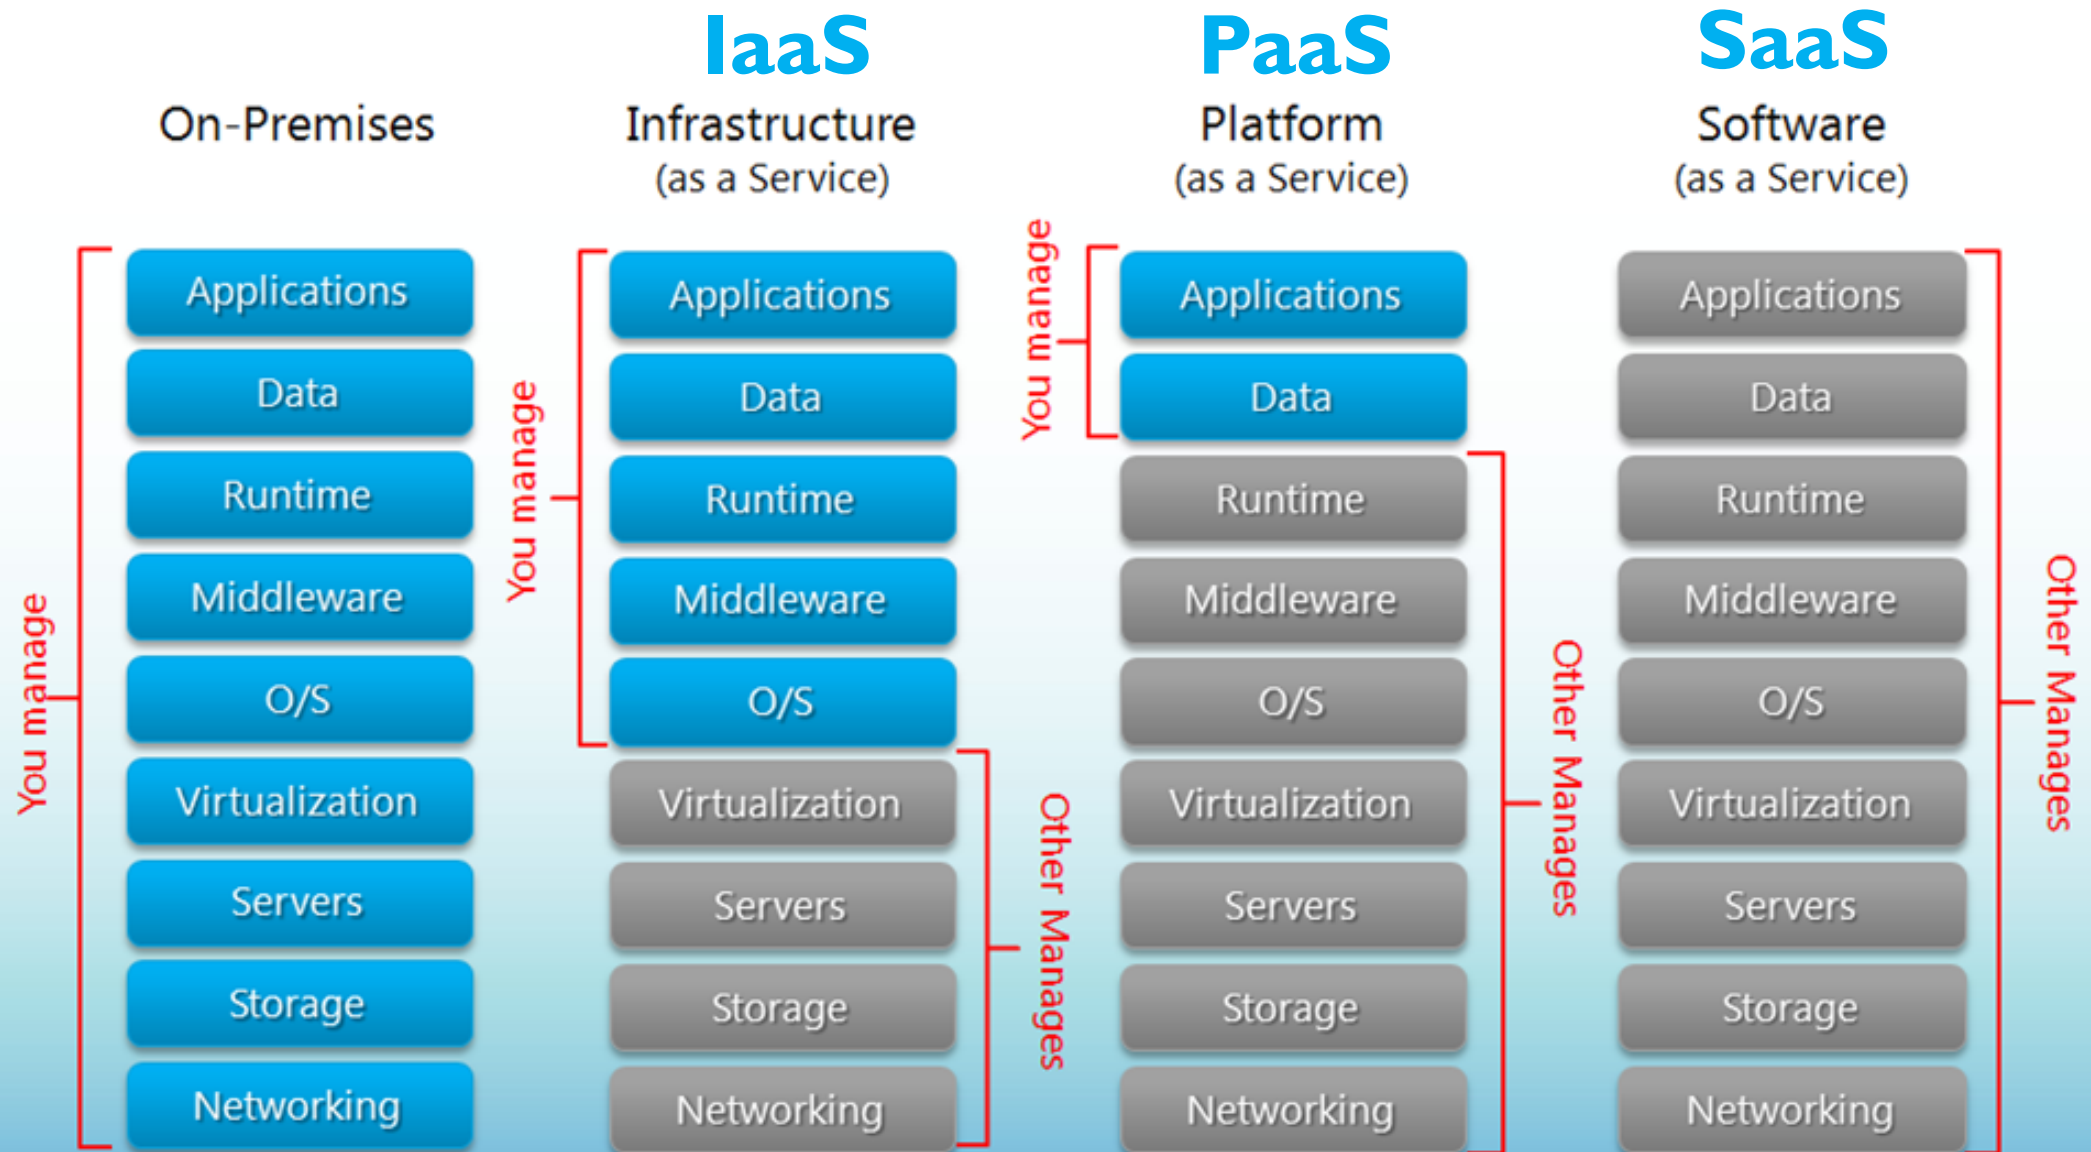 IaaS
PaaS
SaaS
On-Premises
Infrastructure
(as a Service)
Platform
(as a Service)
Software
(as a Service)
You manage
Applications
Data
Runtime
Middleware
O/S
Virtualization
Servers
Storage
Networking
You manage
Applications
Data
Runtime
Middleware
O/S
Virtualization
Servers
Storage
Networking
Other Manages
You manage
Applications
Data
Runtime
Middleware
O/S
Virtualization
Servers
Storage
Networking
Other Manages
Applications
Data
Runtime
Middleware
O/S
Virtualization
Servers
Storage
Networking
Other Manages